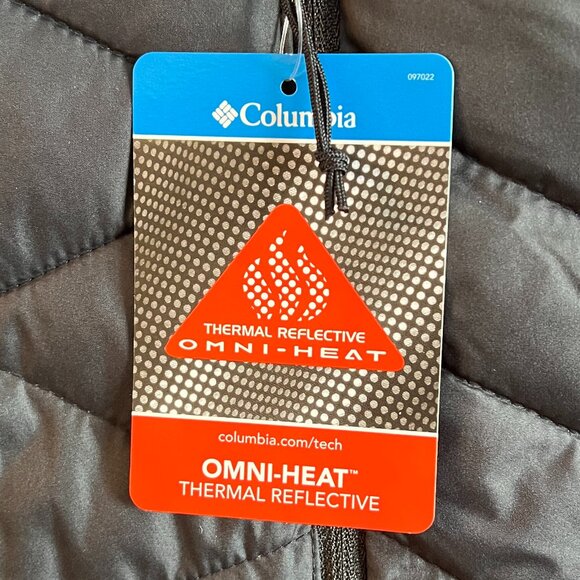 097022
Columbia
THERMAL REFLECTIVE
OMNI-HEAT
columbia.com/tech
OMNI-HEAT™
THERMAL REFLECTIVE